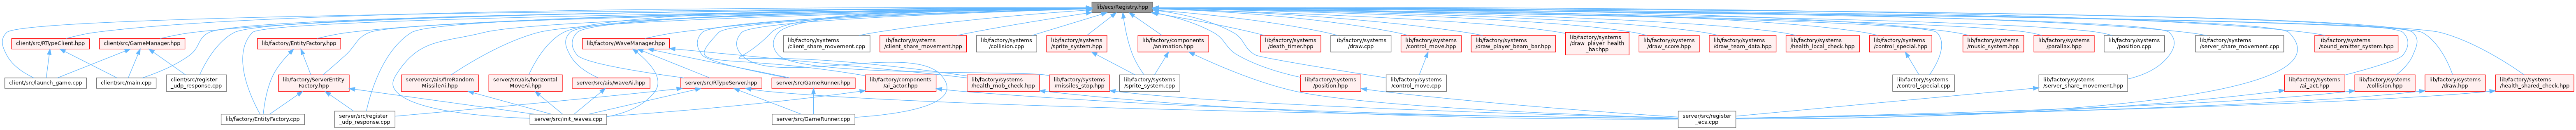 lib/ecs/Registry.hpp
client/src/RTypeClient.hpp
client/src/GameManager.hpp
lib/factory/EntityFactory.hpp
lib/factory/WaveManager.hpp
lib/factory/systems
/client_share_movement.cpp
lib/factory/systems
/client_share_movement.hpp
lib/factory/systems
/collision.cpp
lib/factory/systems
/sprite_system.hpp
lib/factory/components
/animation.hpp
lib/factory/systems
/death_timer.hpp
lib/factory/systems
/draw.cpp
lib/factory/systems
/control_move.hpp
lib/factory/systems
/draw_player_beam_bar.hpp
lib/factory/systems
/draw_player_health
_bar.hpp
lib/factory/systems
/draw_score.hpp
lib/factory/systems
/draw_team_data.hpp
lib/factory/systems
/health_local_check.hpp
lib/factory/systems
/control_special.hpp
lib/factory/systems
/music_system.hpp
lib/factory/systems
/parallax.hpp
lib/factory/systems
/position.cpp
lib/factory/systems
/server_share_movement.cpp
lib/factory/systems
/sound_emitter_system.hpp
client/src/launch_game.cpp
client/src/main.cpp
client/src/register
_udp_response.cpp
lib/factory/ServerEntity
Factory.hpp
server/src/ais/fireRandom
MissileAi.hpp
server/src/ais/horizontal
MoveAi.hpp
server/src/ais/waveAi.hpp
server/src/RTypeServer.hpp
server/src/GameRunner.hpp
lib/factory/components
/ai_actor.hpp
lib/factory/systems
/health_mob_check.hpp
lib/factory/systems
/missiles_stop.hpp
lib/factory/systems
/sprite_system.cpp
lib/factory/systems
/position.hpp
lib/factory/systems
/control_move.cpp
lib/factory/systems
/control_special.cpp
lib/factory/systems
/server_share_movement.hpp
lib/factory/systems
/ai_act.hpp
lib/factory/systems
/collision.hpp
lib/factory/systems
/draw.hpp
lib/factory/systems
/health_shared_check.hpp
lib/factory/EntityFactory.cpp
server/src/register
_udp_response.cpp
server/src/init_waves.cpp
server/src/GameRunner.cpp
server/src/register
_ecs.cpp